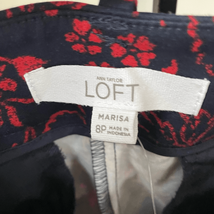 ANN TAYLOR
LOFT
MARISA
8P MADE IN
INDONESIA